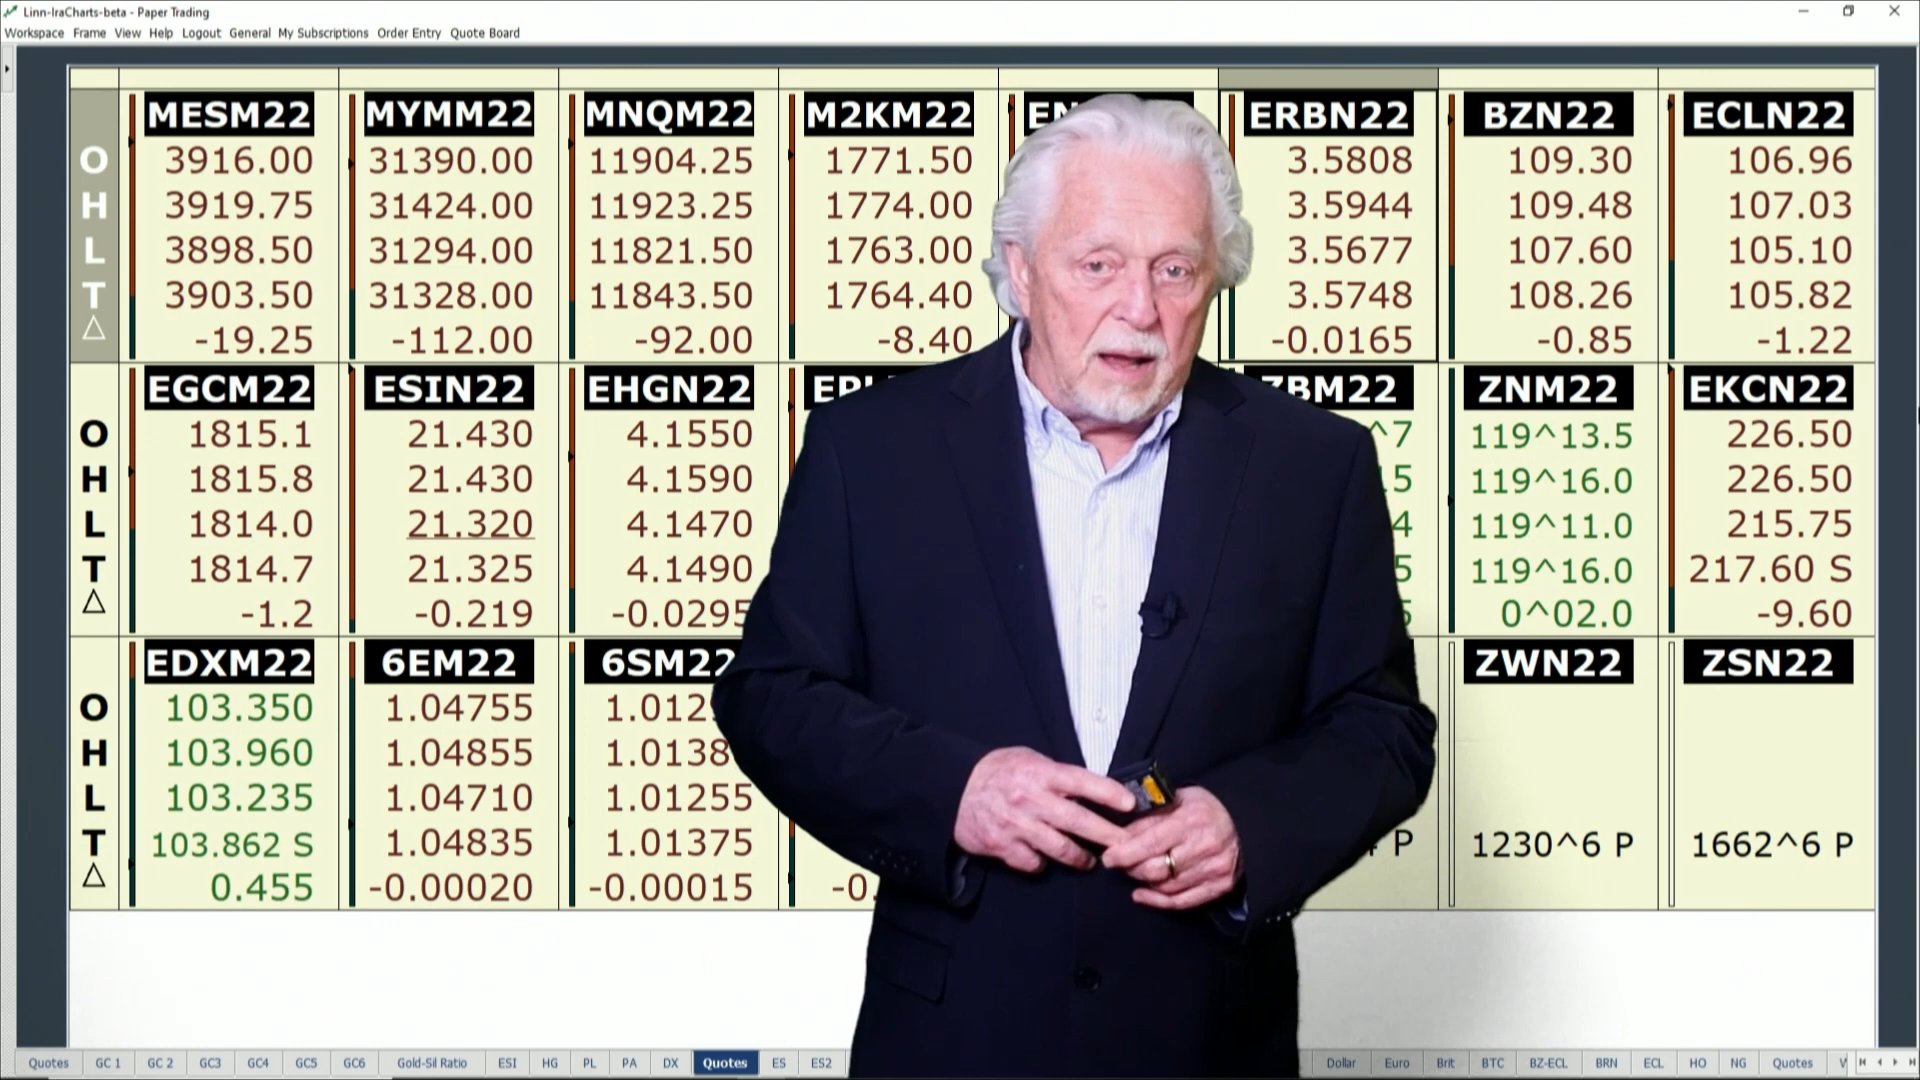 Linn-IraCharts-beta - Paper Trading
Workspace Frame View Help Logout General My Subscriptions Order Entry Quote Board
MESM22 MYMM22 MNQM22 M2KM22 ERBN22 BZN22 ECLN22
O 3916.00 31390.00 11904.25 1771.50 3.5808 109.30 106.96
H 3919.75 31424.00 11923.25 1774.00 3.5944 109.48 107.03
L 3898.50 31294.00 11821.50 1763.00 3.5677 107.60 105.10
T 3903.50 31328.00 11843.50 1764.40 3.5748 108.26 105.82
△ -19.25 -112.00 -92.00 -8.40 -0.0165 -0.85 -1.22
EGCM22 ESIN22 EHGN22 ZBM22 ZNM22 EKCN22
O 1815.1 21.430 4.1550 ^7 119^13.5 226.50
H 1815.8 21.430 4.1590 119^16.0 226.50
L 1814.0 21.320 4.1470 119^11.0 215.75
T 1814.7 21.325 4.1490 119^16.0 217.60 S
△ -1.2 -0.219 -0.0295 0^02.0 -9.60
EDXM22 6EM22 6SM22 ZWN22 ZSN22
O 103.350 1.04755
H 103.960 1.04855 1.0138
L 103.235 1.04710 1.01255
T 103.862 S 1.04835 1.01375 P 1230^6 P 1662^6 P
△ 0.455 -0.00020 -0.00015 -0.
Quotes GC 1 GC 2 GC3 GC4 GC5 GC6 Gold-Sil Ratio ESI HG PL PA DX Quotes ES ES2 Dollar Euro Brit BTC BZ-ECL BRN ECL HO NG Quotes